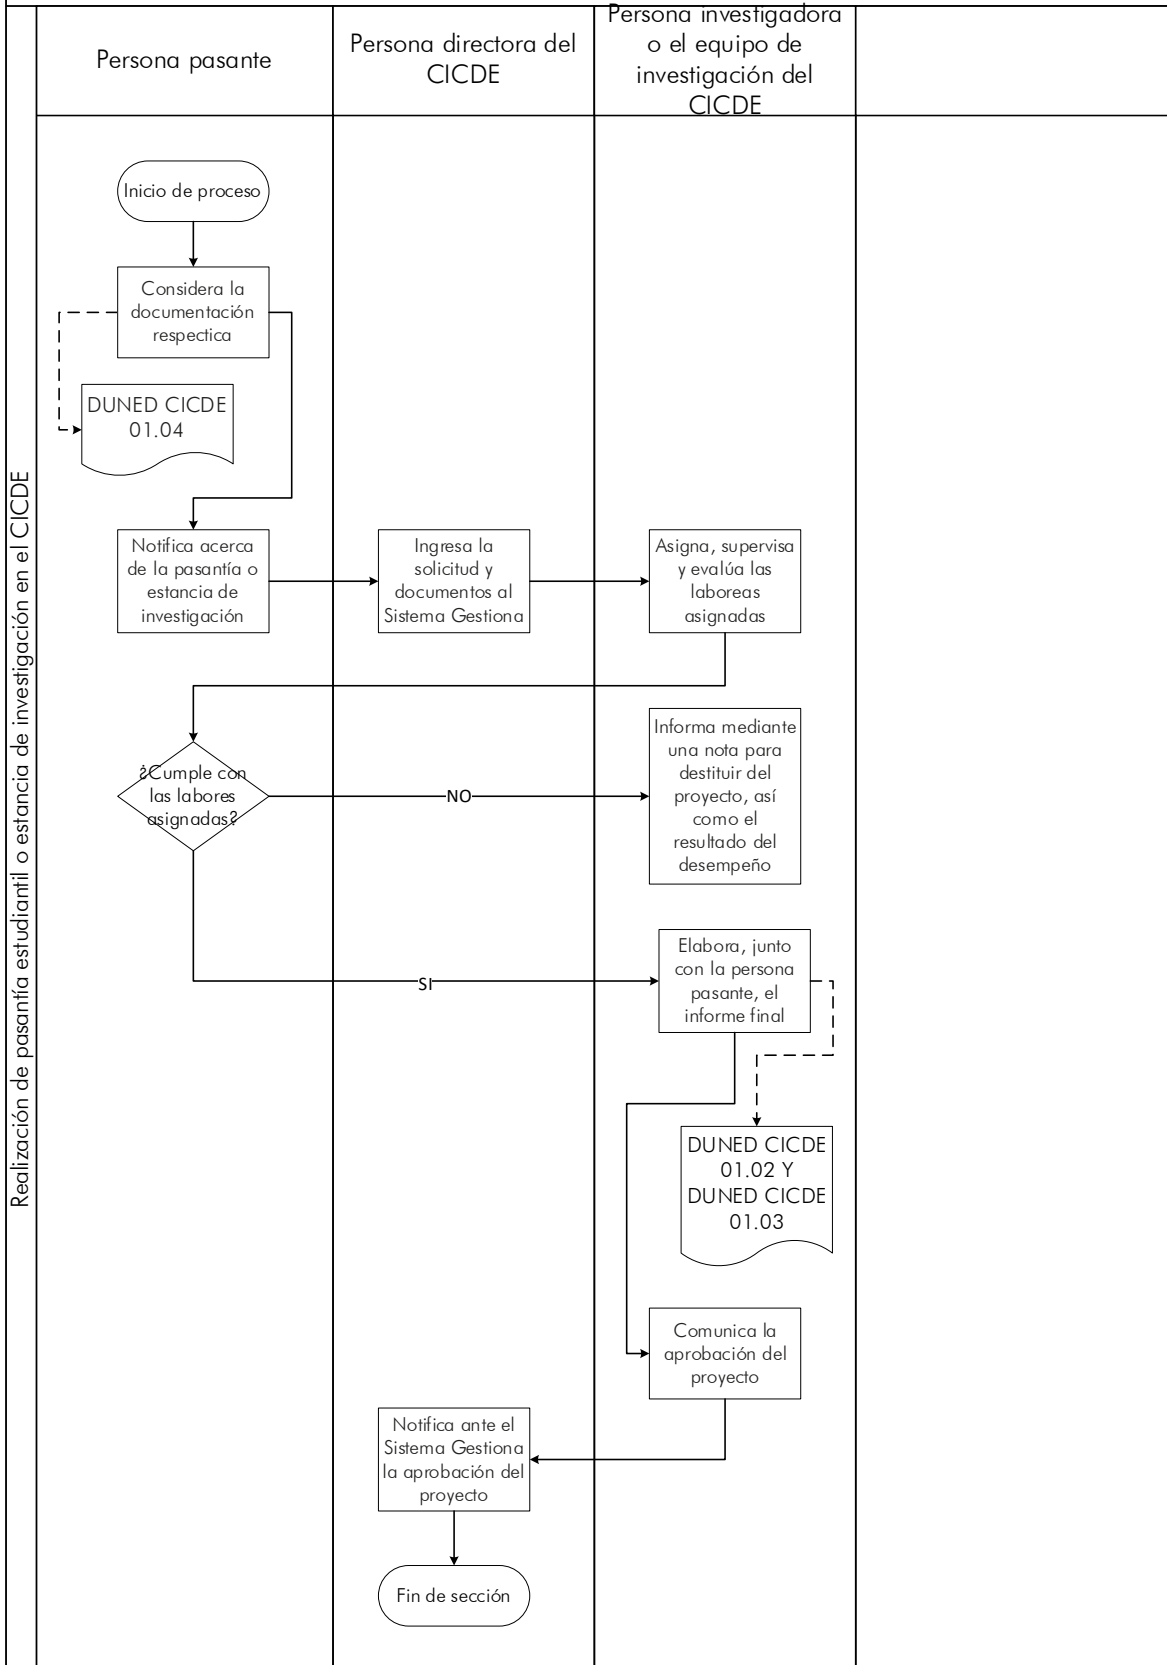 Persona pasante
Persona directora del
CICDE
Persona investigadora
o el equipo de
investigación del
CICDE
Realización de pasantía estudiantil o estancia de investigación en el CICDE
Inicio de proceso
Considera la
documentación
respectica
DUNED CICDE
01.04
Notifica acerca
de la pasantía o
estancia de
investigación
Ingresa la
solicitud y
documentos al
Sistema Gestiona
Asigna, supervisa
y evalúa las
laboreas
asignadas
¿Cumple con
las labores
asignadas?
NO
Informa mediante
una nota para
destituir del
proyecto, así
como el
resultado del
desempeño
SI
Elabora, junto
con la persona
pasante, el
informe final
DUNED CICDE
01.02 Y
DUNED CICDE
01.03
Comunica la
aprobación del
proyecto
Notifica ante el
Sistema Gestiona
la aprobación del
proyecto
Fin de sección